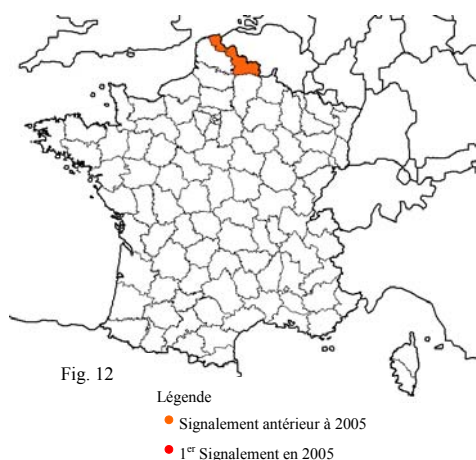 Fig. 12
Légende
Signalement antérieur à 2005
1er Signalement en 2005